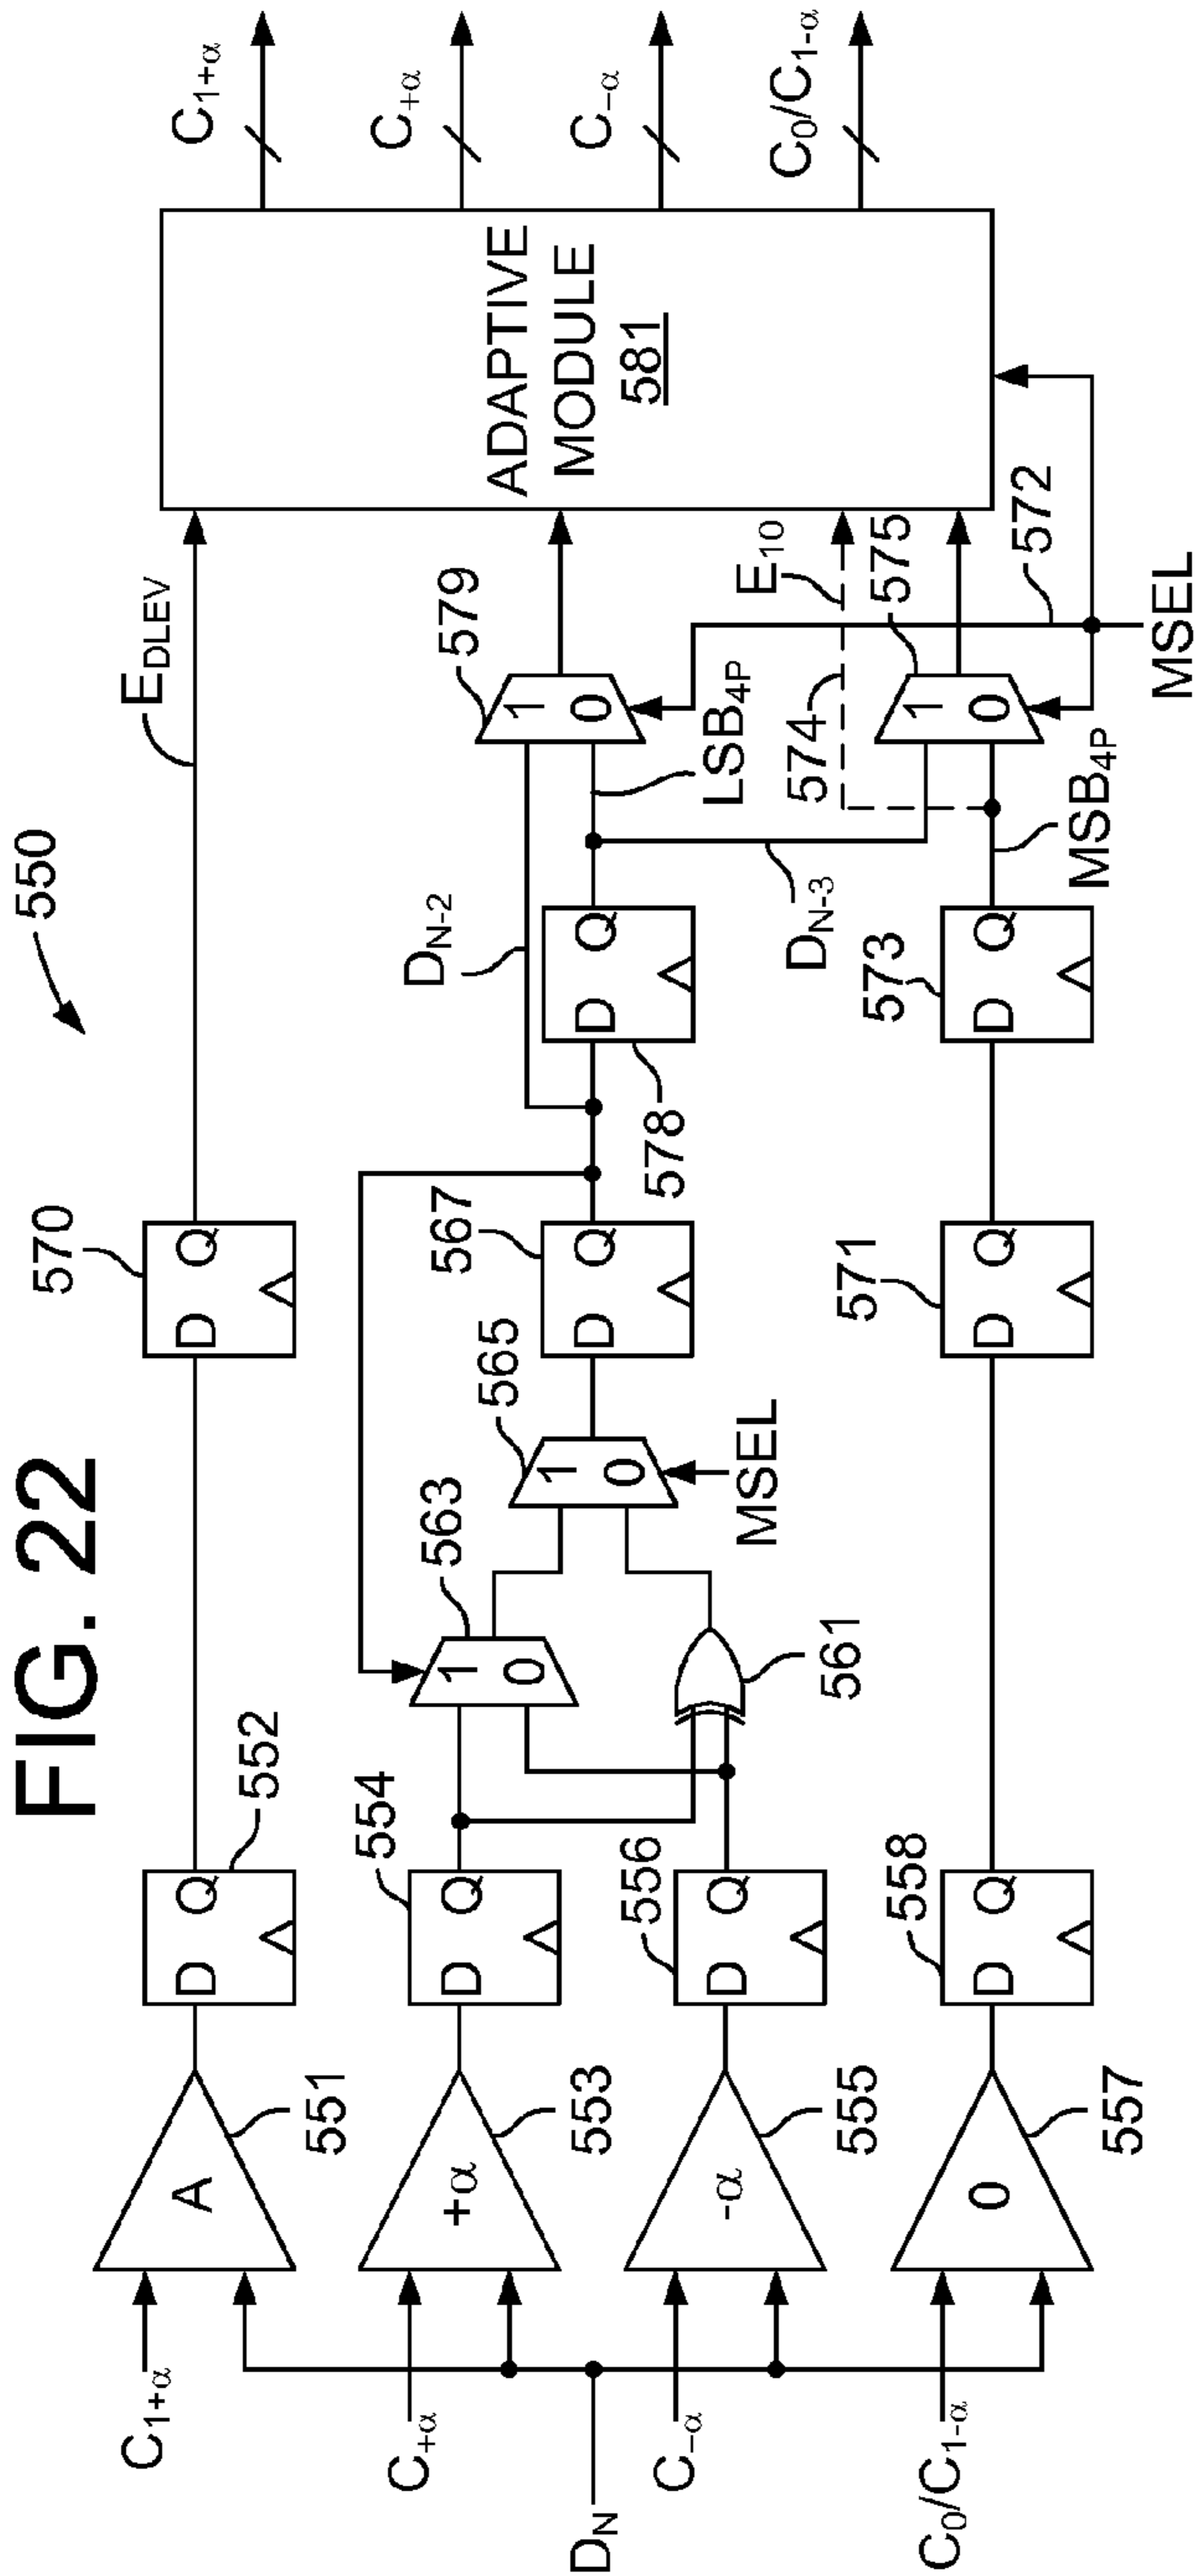 FIG. 22
550
C1+α
A
551
D Q
552
D Q
570
EDLEV
C1+α
C+α
+α
553
D Q
554
1
0
563
1
0
565
MSEL
D Q
567
DN-2
D Q
578
1
0
579
LSB4P
C+α
DN
C-α
-α
555
D Q
556
561
DN-3
C-α
C0/C1-α
0
557
D Q
558
D Q
571
D Q
573
MSB4P
574
E10
1
0
575
572
MSEL
C0/C1-α
ADAPTIVE
MODULE
581